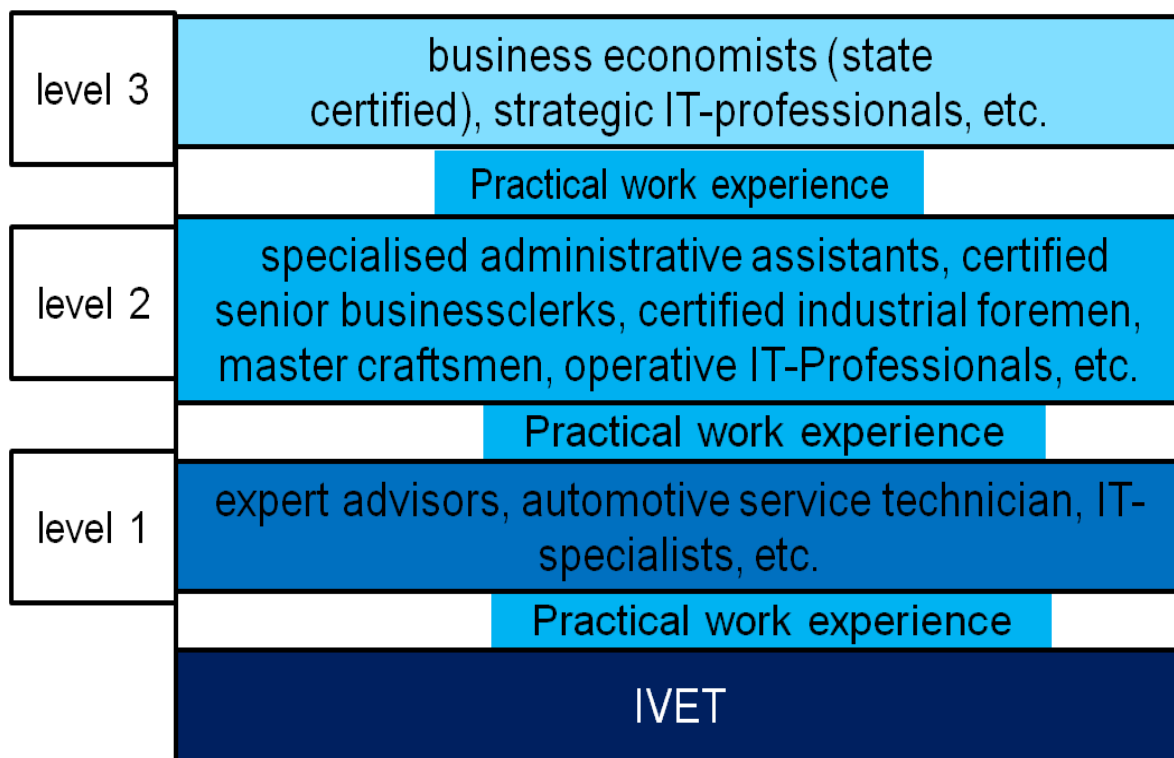 level 3
business economists (state
certified), strategic IT-professionals, etc.
Practical work experience
level 2
specialised administrative assistants, certified
senior businessclerks, certified industrial foremen,
master craftsmen, operative IT-Professionals, etc.
Practical work experience
level 1
expert advisors, automotive service technician, IT-
specialists, etc.
Practical work experience
IVET